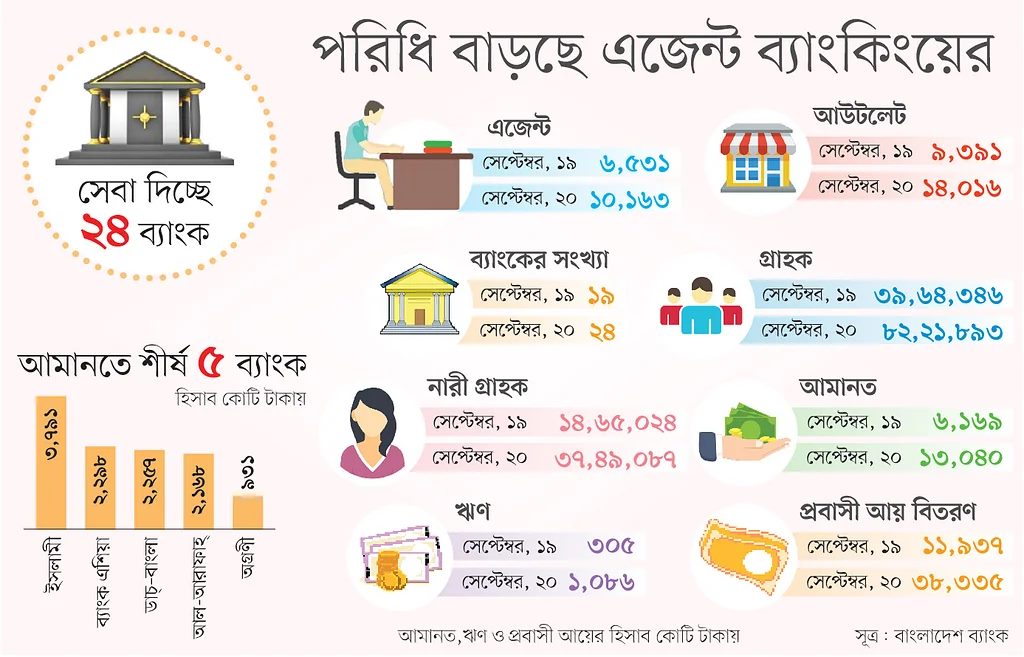 পরিধি বাড়ছে এজেন্ট ব্যাংকিংয়ের
সেবা দিচ্ছে
২৪ ব্যাংক
এজেন্ট
সেপ্টেম্বর, ১৯ ৬,৫৩১
সেপ্টেম্বর, ২০ ১০,১৬৩
আউটলেট
সেপ্টেম্বর, ১৯ ৯,৩৯১
সেপ্টেম্বর, ২০ ১৪,০১৬
ব্যাংকের সংখ্যা
সেপ্টেম্বর, ১৯ ১৯
সেপ্টেম্বর, ২০ ২৪
গ্রাহক
সেপ্টেম্বর, ১৯ ৩৯,৬৪,৩৪৬
সেপ্টেম্বর, ২০ ৮২,২১,৮৯৩
আমানতে শীর্ষ ৫ ব্যাংক
হিসাব কোটি টাকায়
৩,৭৯১
২,২৯৮
২,২৫৭
২,১৬৮
৯৩১
ইসলামী
ব্যাংক এশিয়া
ডাচ্-বাংলা
আল-আরাফাহ্
অগ্রণী
নারী গ্রাহক
সেপ্টেম্বর, ১৯ ১৪,৬৫,০২৪
সেপ্টেম্বর, ২০ ৩৭,৪৯,০৮৭
আমানত
সেপ্টেম্বর, ১৯ ৬,১৬৯
সেপ্টেম্বর, ২০ ১৩,০৪০
ঋণ
সেপ্টেম্বর, ১৯ ৩০৫
সেপ্টেম্বর, ২০ ১,০৮৬
প্রবাসী আয় বিতরণ
সেপ্টেম্বর, ১৯ ১১,৯৩৭
সেপ্টেম্বর, ২০ ৩৮,৩৩৫
আমানত,ঋণ ও প্রবাসী আয়ের হিসাব কোটি টাকায়
সূত্র : বাংলাদেশ ব্যাংক